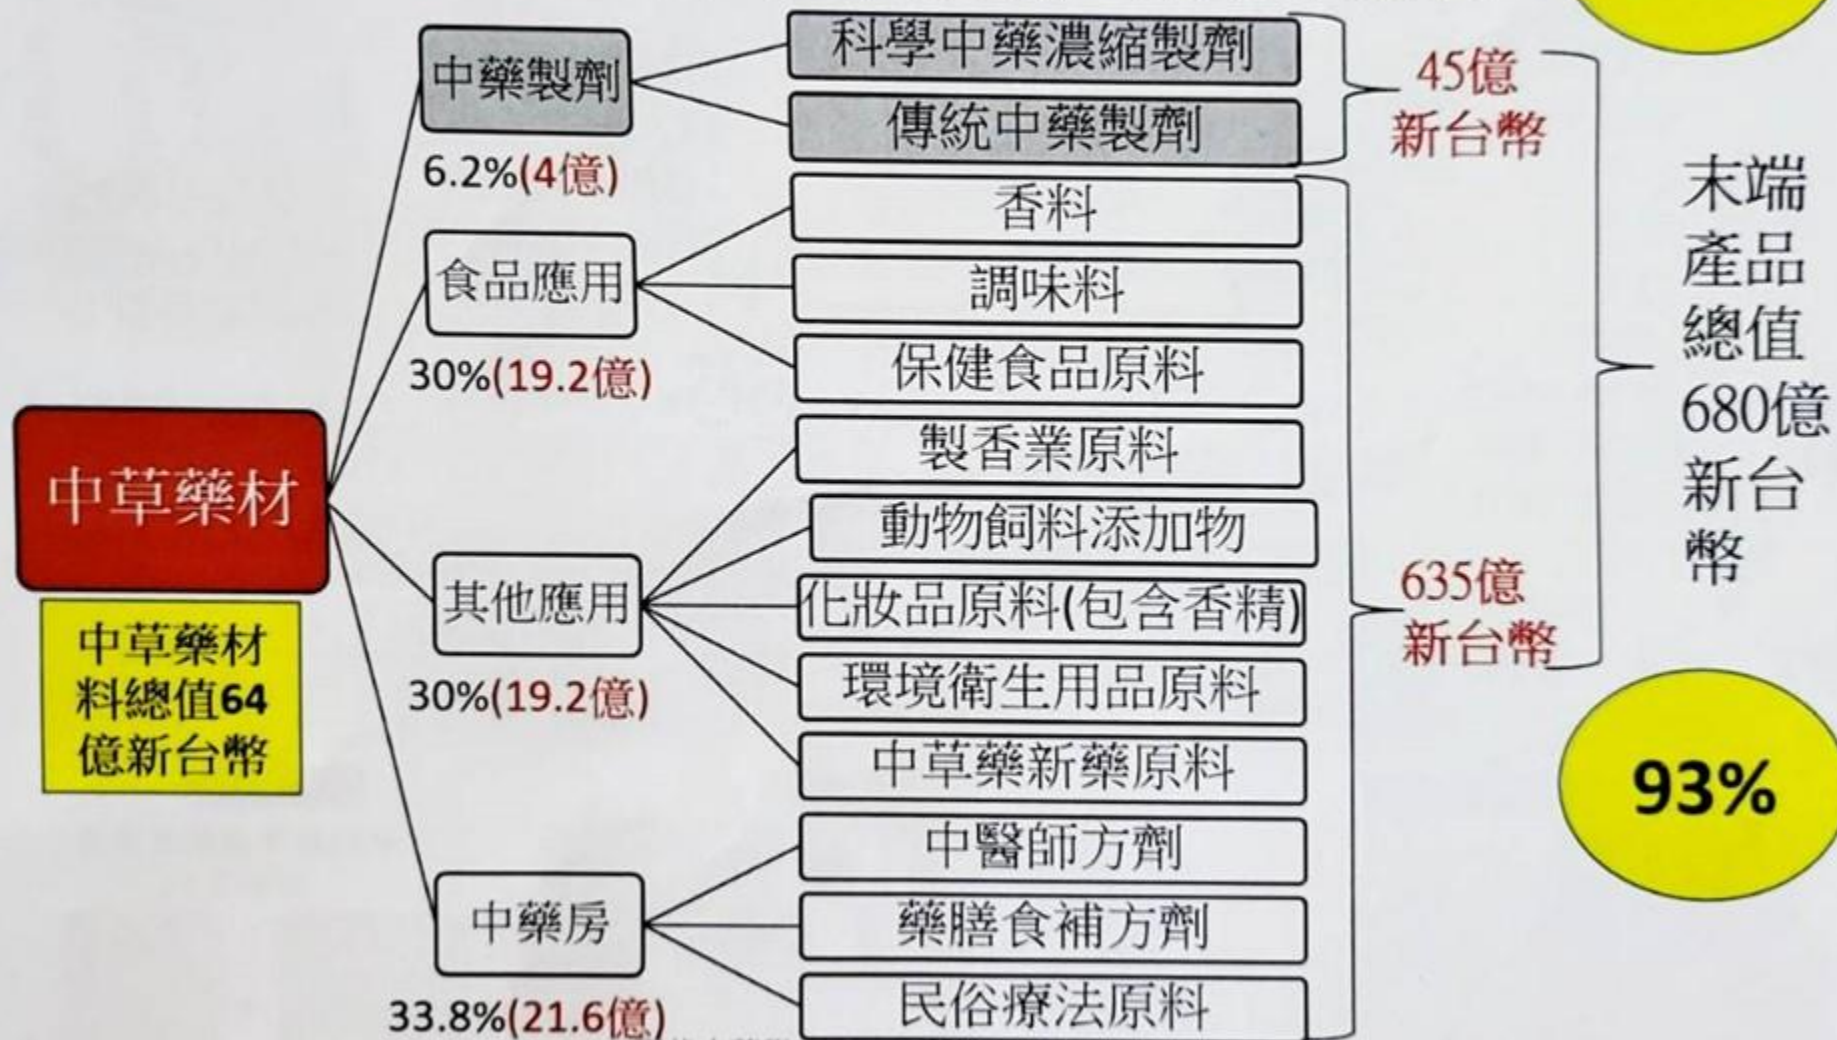 中草藥材
中草藥材
料總值64
億新台幣
中藥製劑
6.2%(4億)
科學中藥濃縮製劑
傳統中藥製劑
食品應用
30%(19.2億)
香料
調味料
保健食品原料
其他應用
30%(19.2億)
製香業原料
動物飼料添加物
化妝品原料(包含香精)
環境衛生用品原料
中草藥新藥原料
中藥房
33.8%(21.6億)
中醫師方劑
藥膳食補方劑
民俗療法原料
45億
新台幣
635億
新台幣
末端
產品
總值
680億
新台
幣
93%